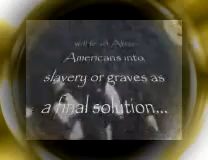 Americans into
slavery or graves as
a final solution...